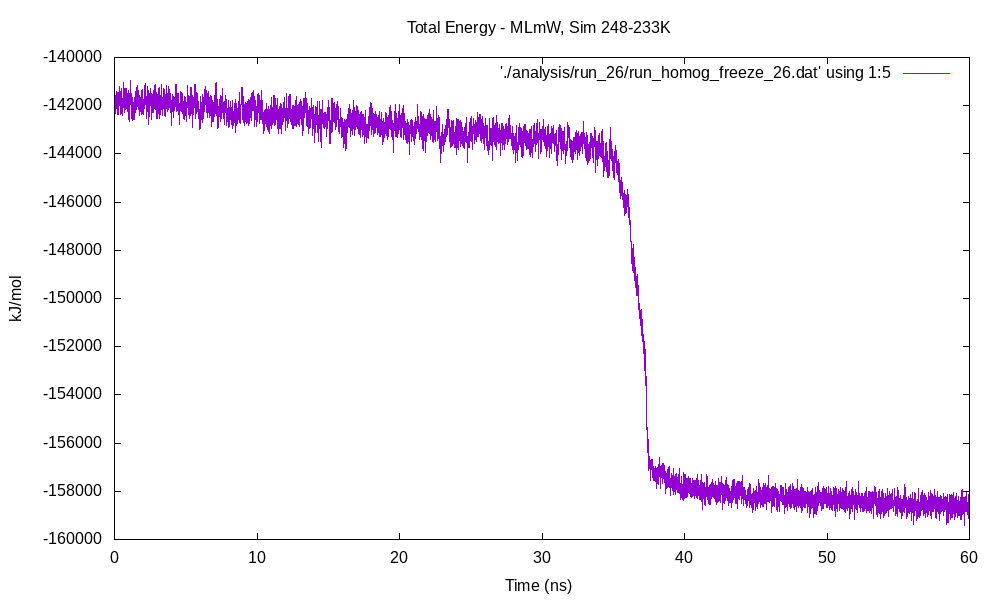 Total Energy - MLmW, Sim 248-233K
'./analysis/run_26/run_homog_freeze_26.dat' using 1:5
-140000
-142000
-144000
-146000
-148000
-150000
-152000
-154000
-156000
-158000
-160000
kJ/mol
0 10 20 30 40 50 60
Time (ns)